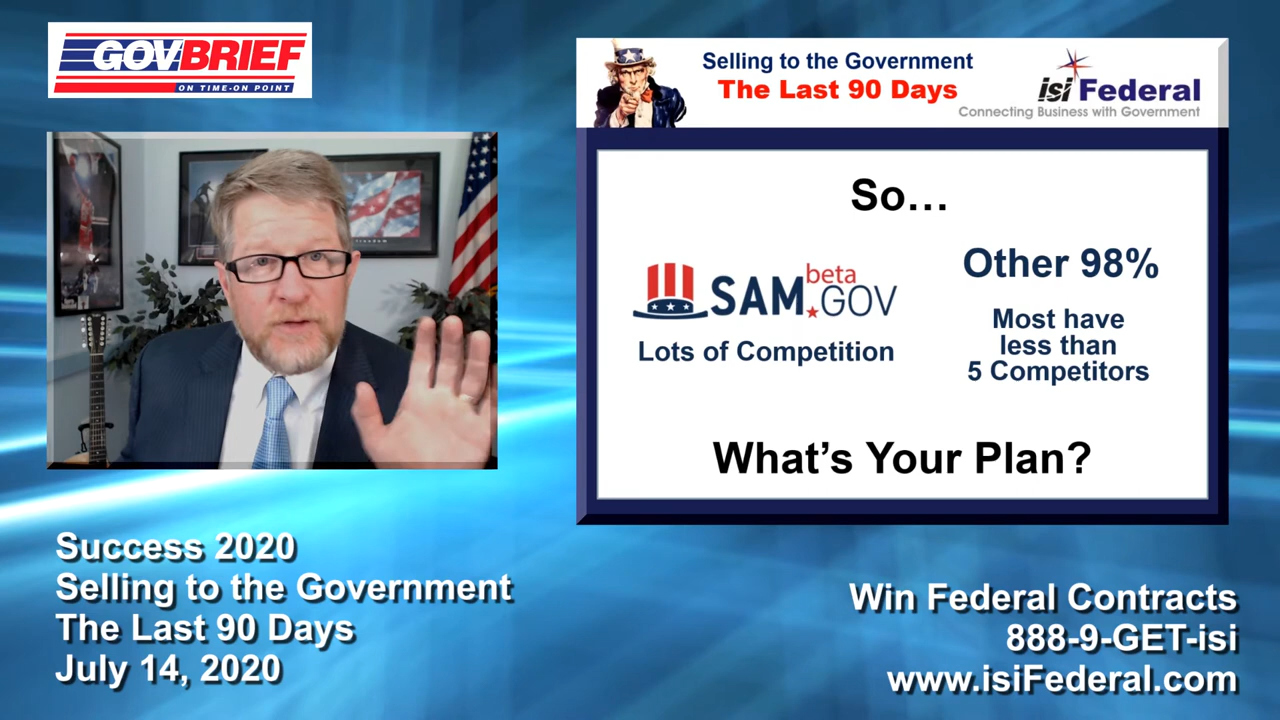 GOVBRIEF
ON TIME-ON POINT
Selling to the Government
The Last 90 Days
isi Federal
Connecting Business with Government
So…
beta
SAM.GOV
Lots of Competition
Other 98%
Most have
less than
5 Competitors
What's Your Plan?
Success 2020
Selling to the Government
The Last 90 Days
July 14, 2020
Win Federal Contracts
888-9-GET-isi
www.isiFederal.com